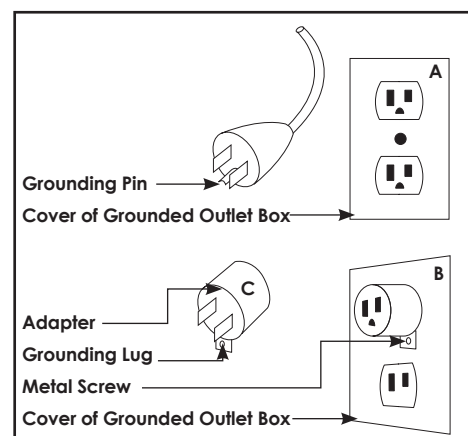 A
Grounding Pin
Cover of Grounded Outlet Box
B
C
Adapter
Grounding Lug
Metal Screw
Cover of Grounded Outlet Box